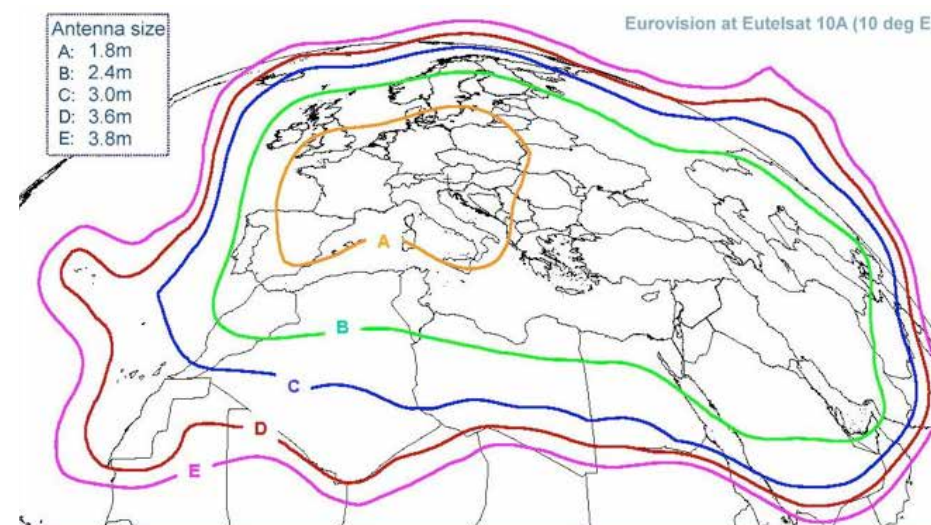 Antenna size
A: 1.8m
B: 2.4m
C: 3.0m
D: 3.6m
E: 3.8m
Eurovision at Eutelsat 10A (10 deg E
A
B
C
D
E